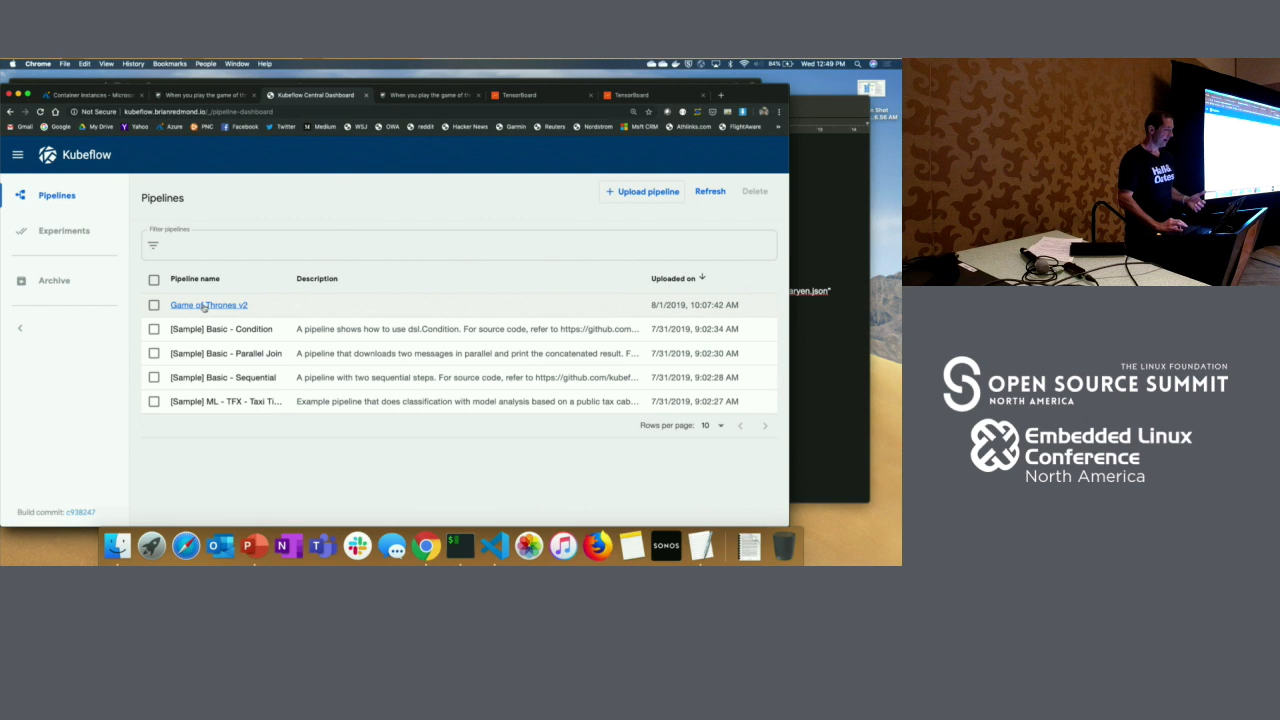 Chrome File Edit View History Bookmarks People Window Help
84% Wed 12:49 PM
Container Instances - Micros
When you play the game of th
Kubeflow Central Dashboard
When you play the game of th
TensorBoard
TensorBoard
Not Secure kubeflow.brianredmond.io/_/pipeline-dashboard
Gmail Google My Drive Yahoo Azure PNC Facebook Twitter Medium WSJ OWA reddit Hacker News Garmin Reuters Nordstrom Msft CRM Athlinks.com FlightAware »
Kubeflow
Pipelines
Experiments
Archive
Build commit: c938247
Pipelines
+ Upload pipeline Refresh Delete
Filter pipelines
Pipeline name Description Uploaded on
Game of Thrones v2 8/1/2019, 10:07:42 AM
[Sample] Basic - Condition A pipeline shows how to use dsl.Condition. For source code, refer to https://github.com... 7/31/2019, 9:02:34 AM
[Sample] Basic - Parallel Join A pipeline that downloads two messages in parallel and print the concatenated result. F... 7/31/2019, 9:02:30 AM
[Sample] Basic - Sequential A pipeline with two sequential steps. For source code, refer to https://github.com/kubef... 7/31/2019, 9:02:28 AM
[Sample] ML - TFX - Taxi Ti... Example pipeline that does classification with model analysis based on a public tax cab... 7/31/2019, 9:02:27 AM
Rows per page: 10
aryen.json"
n Shot
6.56 AM
SONOS
Hall&
Oates
THE LINUX FOUNDATION
OPEN SOURCE SUMMIT
NORTH AMERICA
Embedded Linux
Conference
North America